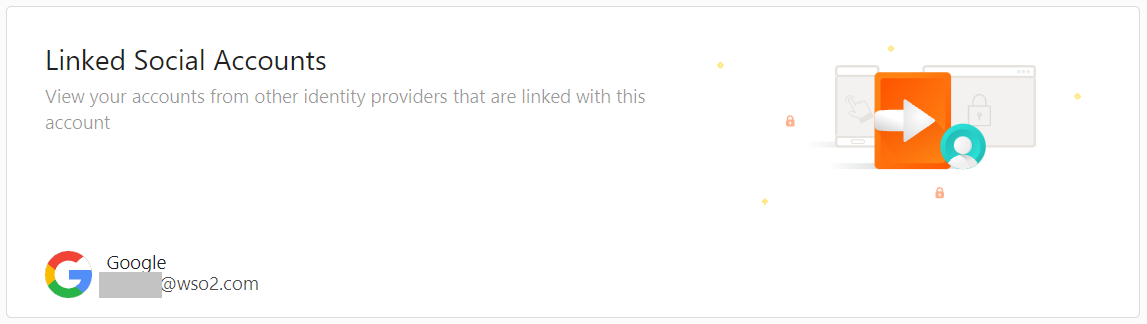 Linked Social Accounts
View your accounts from other identity providers that are linked with this
account
Google
@wso2.com